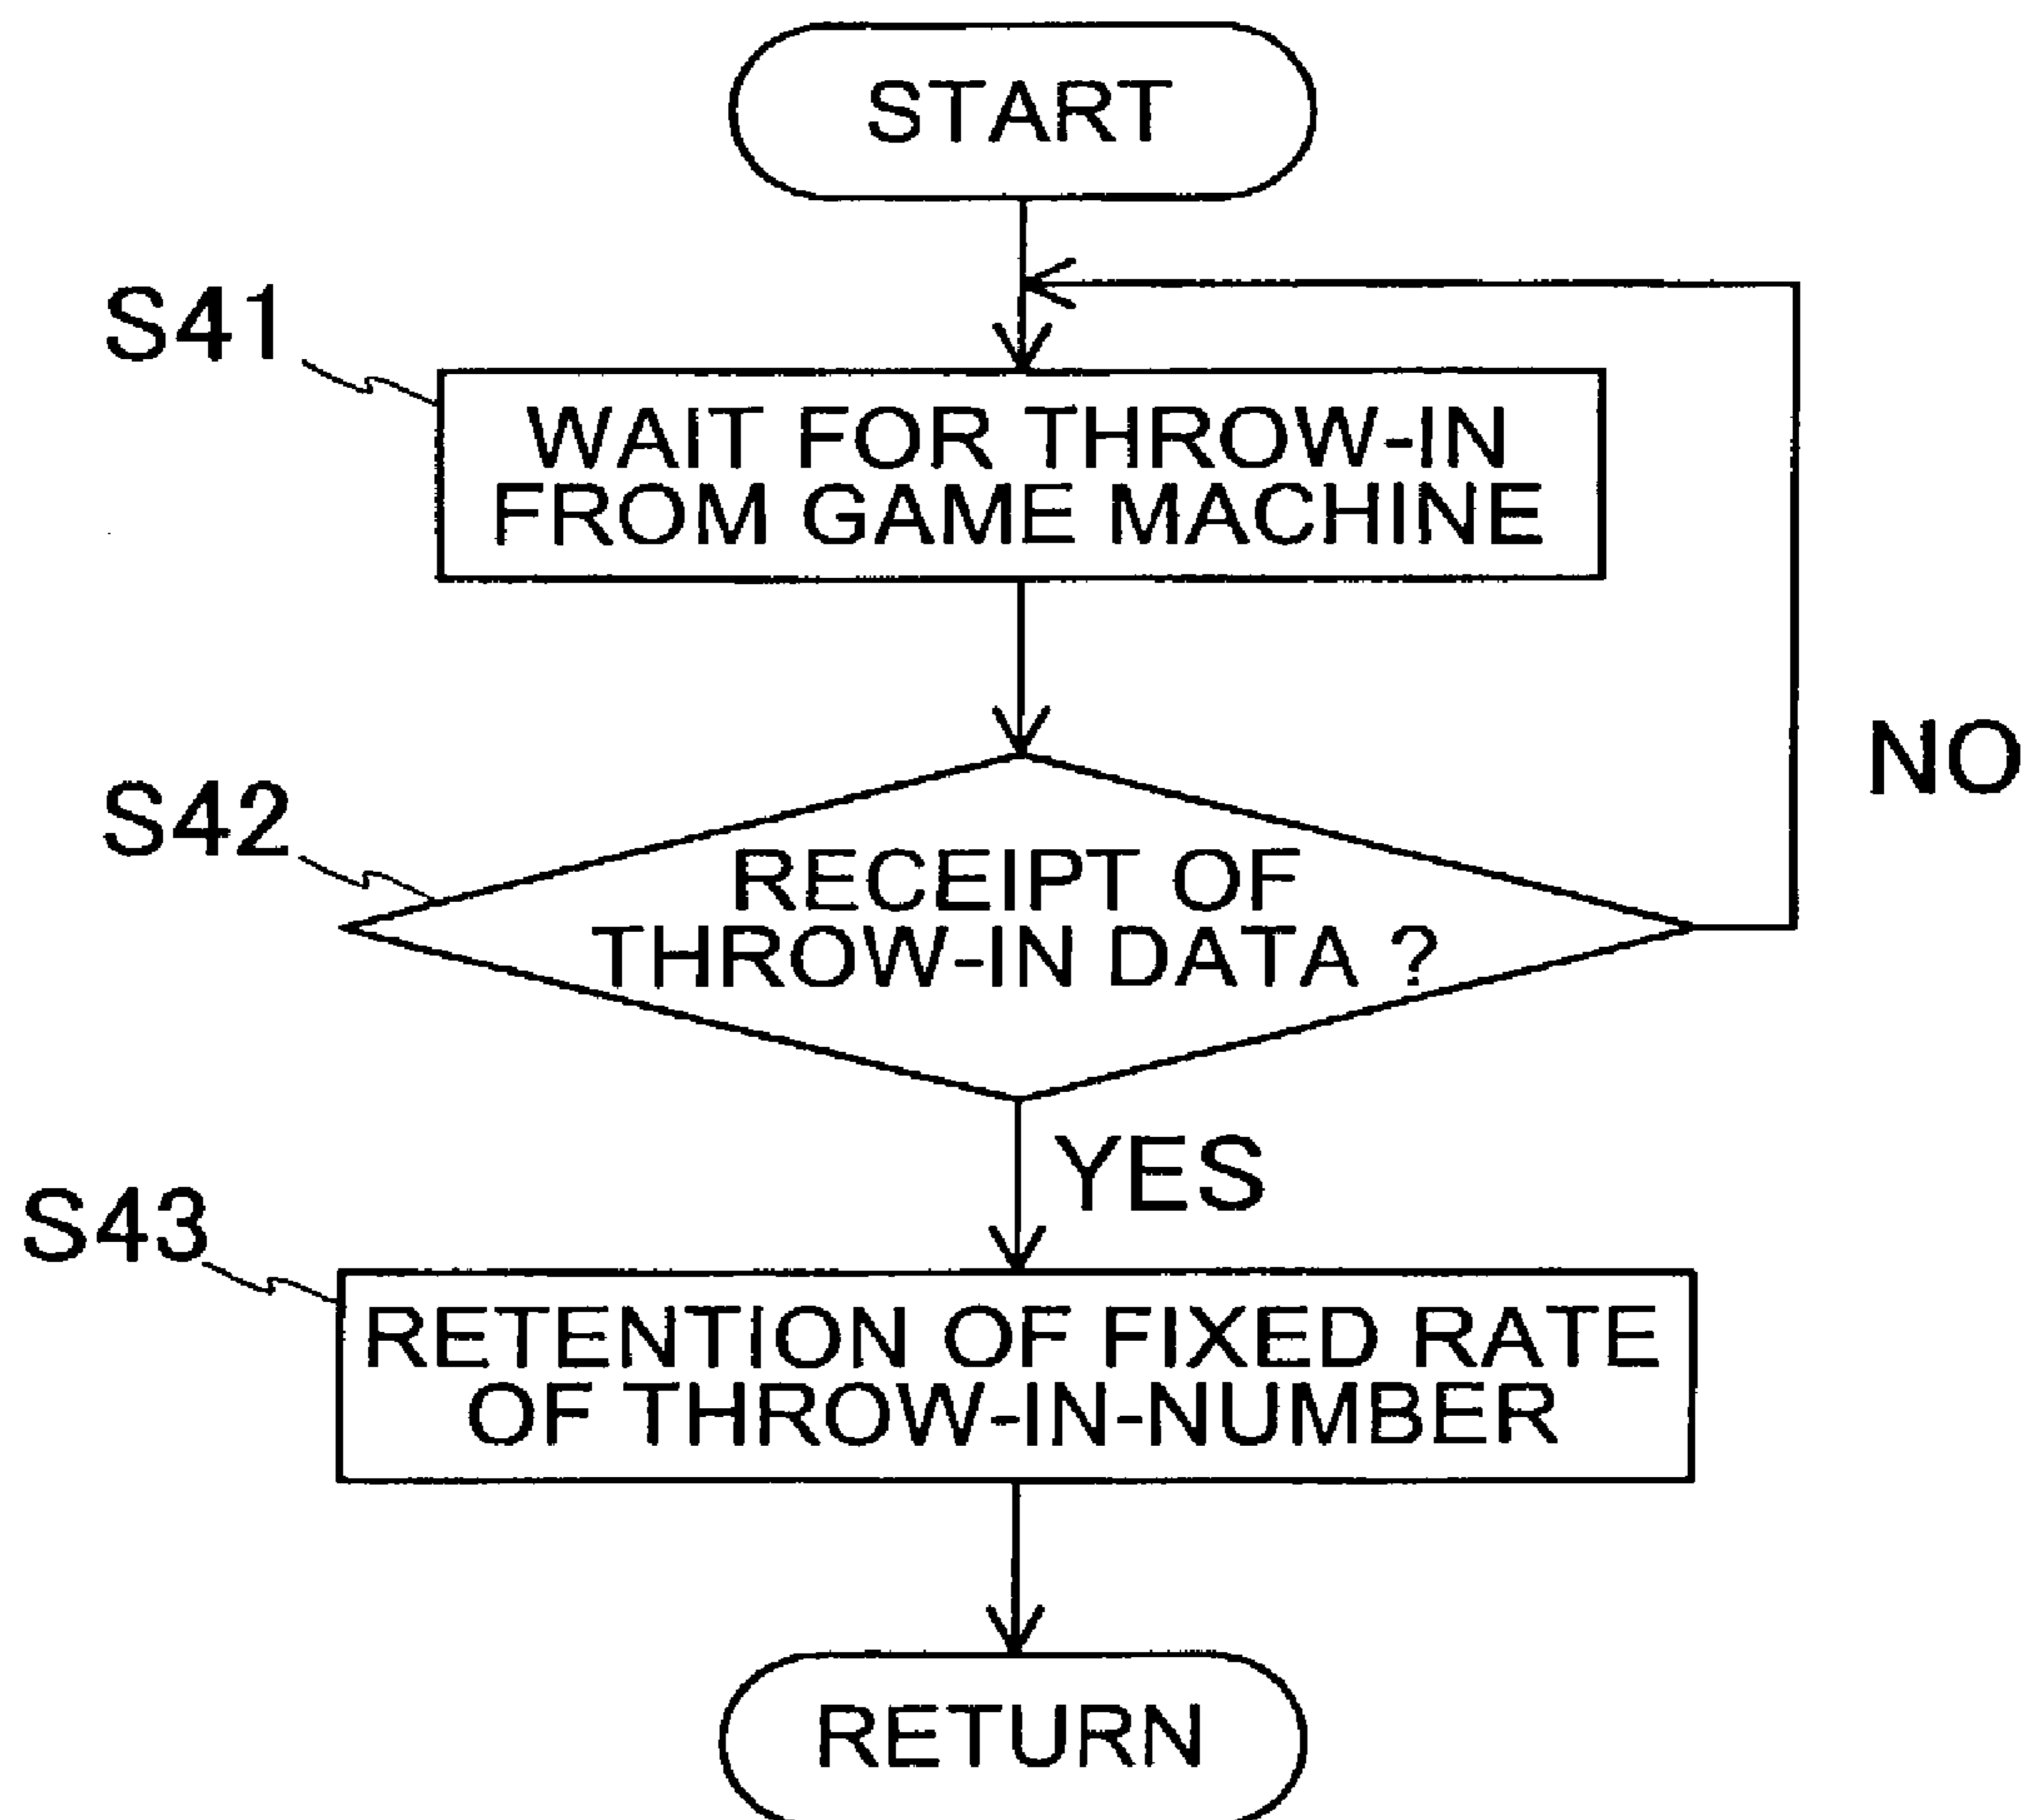 START
S41
WAIT FOR THROW-IN
FROM GAME MACHINE
NO
S42
RECEIPT OF
THROW-IN DATA ?
YES
S43
RETENTION OF FIXED RATE
OF THROW-IN-NUMBER
RETURN